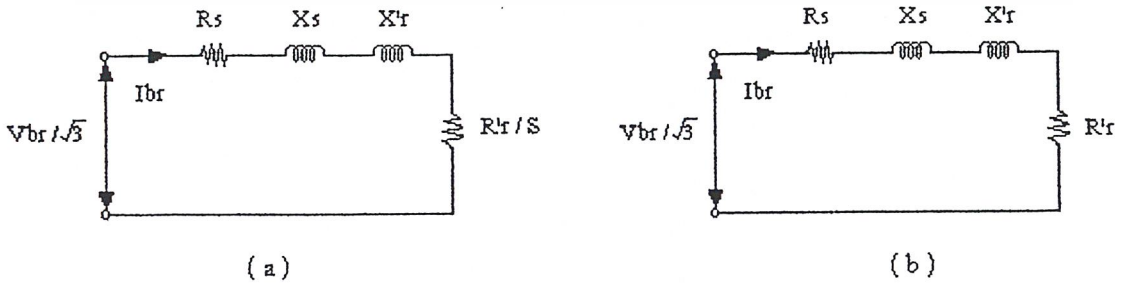 Rs Xs X'r
Ibr
Vbr/√3
R'r / S
( a )
Rs Xs X'r
Ibr
Vbr/√3
R'r
( b )